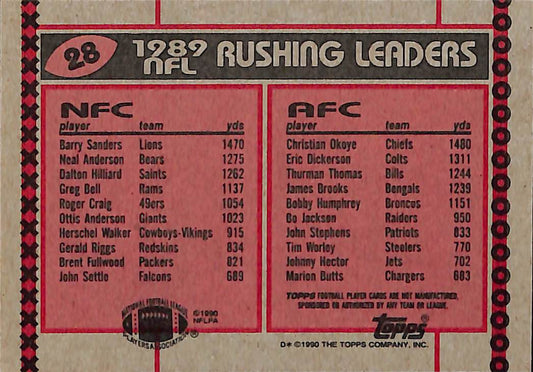 28
1989 NFL RUSHING LEADERS
NFC
player team yds
Barry Sanders Lions 1470
Neal Anderson Bears 1275
Dalton Hilliard Saints 1262
Greg Bell Rams 1137
Roger Craig 49ers 1054
Ottis Anderson Giants 1023
Herschel Walker Cowboys-Vikings 915
Gerald Riggs Redskins 834
Brent Fullwood Packers 821
John Settle Falcons 689
NATIONAL FOOTBALL LEAGUE
PLAYERS ASSOCIATION
©1990
NFLPA
AFC
player team yds
Christian Okoye Chiefs 1480
Eric Dickerson Colts 1311
Thurman Thomas Bills 1244
James Brooks Bengals 1239
Bobby Humphrey Broncos 1151
Bo Jackson Raiders 950
John Stephens Patriots 833
Tim Worley Steelers 770
Johnny Hector Jets 702
Marion Butts Chargers 683
TOPPS FOOTBALL PLAYER CARDS ARE NOT MANUFACTURED,
SPONSORED OR AUTHORIZED BY ANY TEAM OR LEAGUE.
Topps®
D* ©1990 THE TOPPS COMPANY, INC.